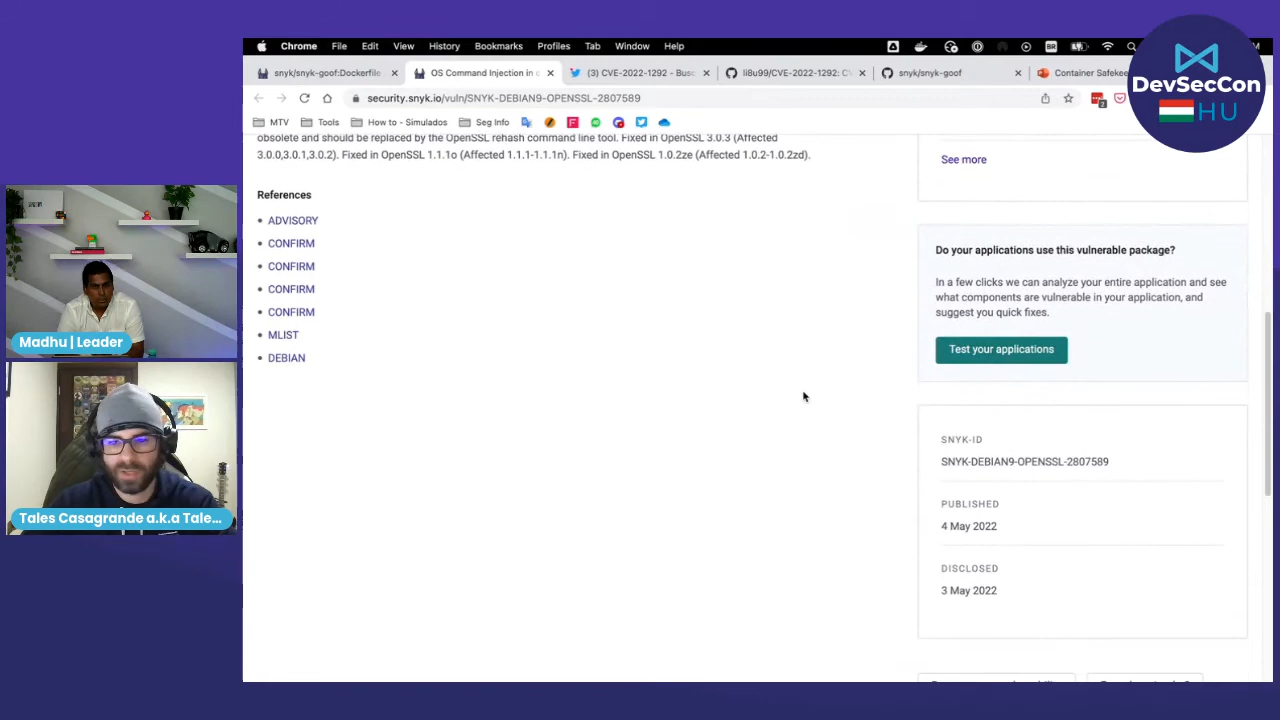 Chrome File Edit View History Bookmarks Profiles Tab Window Help
BR
snyk/snyk-goof:Dockerfile
OS Command Injection in o
(3) CVE-2022-1292 - Busc
li8u99/CVE-2022-1292: C
snyk/snyk-goof
Container Safekee
security.snyk.io/vuln/SNYK-DEBIAN9-OPENSSL-2807589
MTV Tools How to - Simulados Seg Info
DevSecCon
HU
obsolete and should be replaced by the OpenSSL rehash command line tool. Fixed in OpenSSL 3.0.3 (Affected
3.0.0,3.0.1,3.0.2). Fixed in OpenSSL 1.1.1o (Affected 1.1.1-1.1.1n). Fixed in OpenSSL 1.0.2ze (Affected 1.0.2-1.0.2zd).
References
ADVISORY
CONFIRM
CONFIRM
CONFIRM
CONFIRM
MLIST
DEBIAN
See more
Do your applications use this vulnerable package?
In a few clicks we can analyze your entire application and see
what components are vulnerable in your application, and
suggest you quick fixes.
Test your applications
SNYK-ID
SNYK-DEBIAN9-OPENSSL-2807589
PUBLISHED
4 May 2022
DISCLOSED
3 May 2022
Madhu | Leader
Tales Casagrande a.k.a Tale...